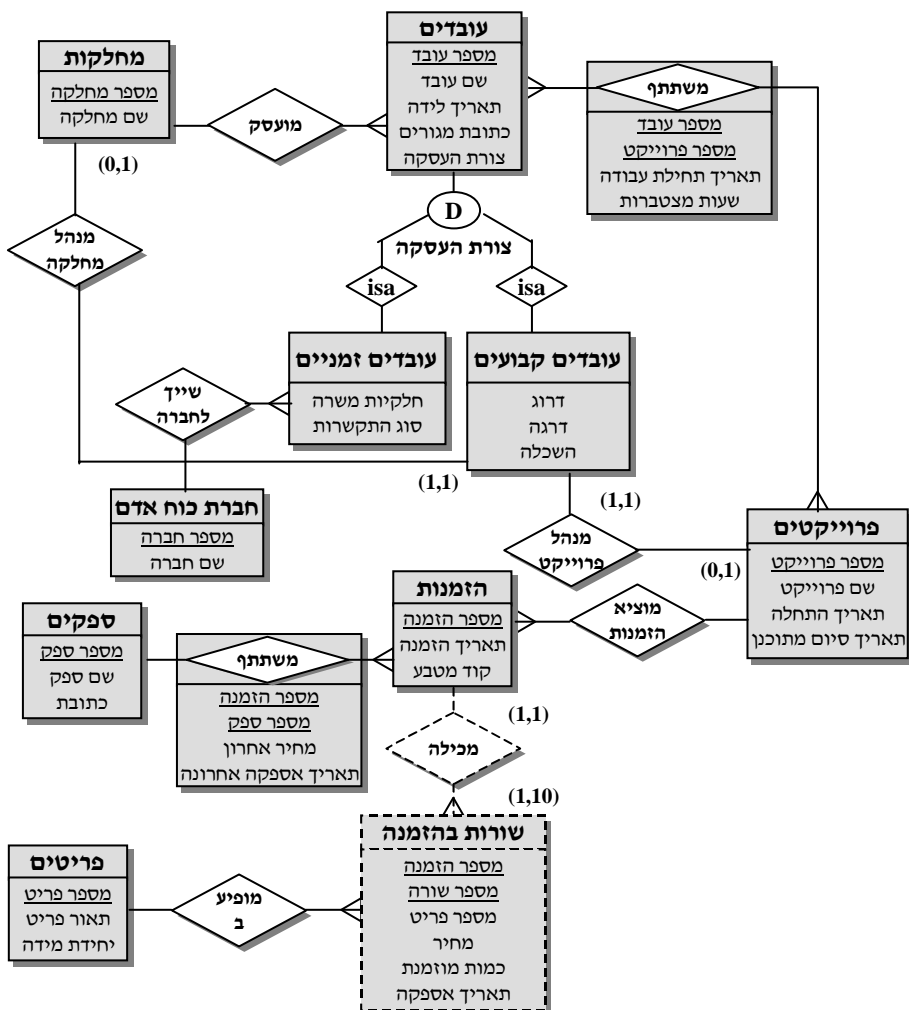 עובדים
מספר עובד
שם עובד
תאריך לידה
כתובת מגורים
צורת העסקה
מחלקות
מספר מחלקה
שם מחלקה
מועסק
משתתף
מספר עובד
מספר פרוייקט
תאריך תחילת עבודה
שעות מצטברות
(0,1)
D
צורת העסקה
מנהל
מחלקה
isa
isa
עובדים קבועים
דרוג
דרגה
השכלה
עובדים זמניים
חלקיות משרה
סוג התקשרות
שייך
לחברה
(1,1)
(1,1)
חברת כוח אדם
מספר חברה
שם חברה
פרוייקטים
מספר פרוייקט
שם פרוייקט
תאריך התחלה
תאריך סיום מתוכנן
מנהל
פרוייקט
(0,1)
הזמנות
מספר הזמנה
תאריך הזמנה
קוד מטבע
מוציא
הזמנות
ספקים
מספר ספק
שם ספק
כתובת
משתתף
מספר הזמנה
מספר ספק
מחיר אחרון
תאריך אספקה אחרונה
(1,1)
מכילה
(1,10)
שורות בהזמנה
מספר הזמנה
מספר שורה
מספר פריט
מחיר
כמות מוזמנת
תאריך אספקה
פריטים
מספר פריט
תאור פריט
יחידת מידה
מופיע
ב